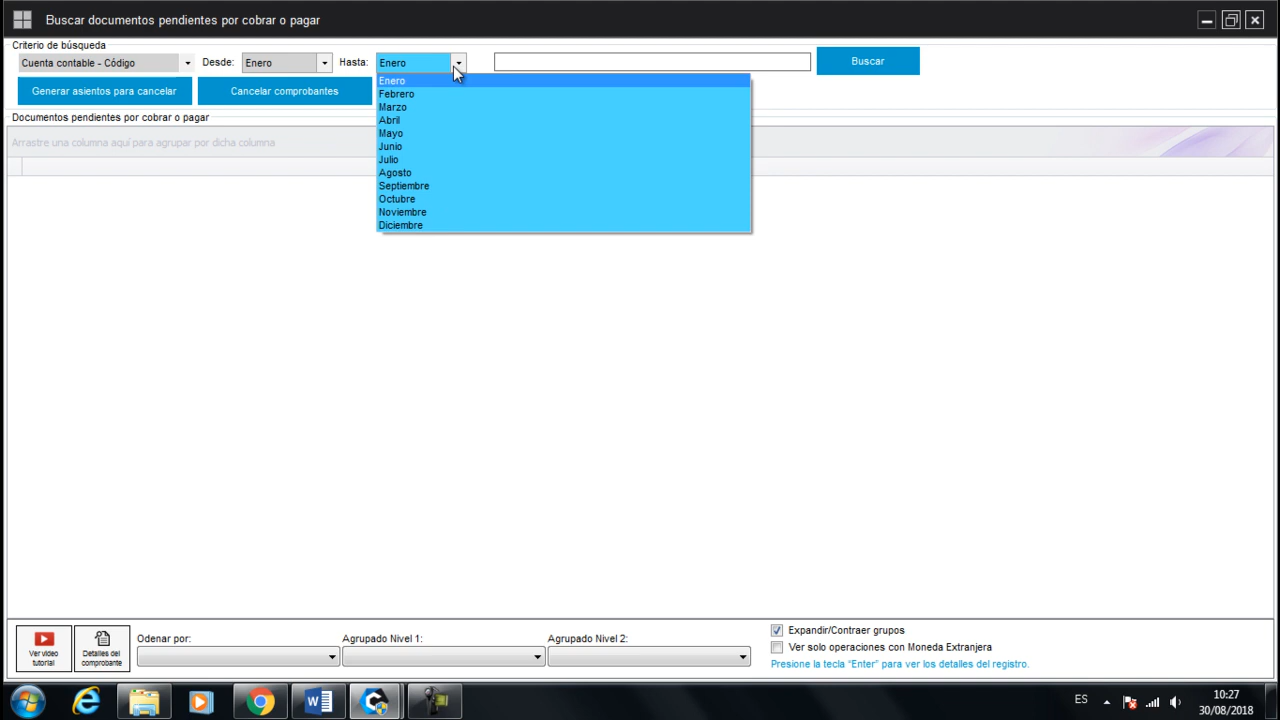 Buscar documentos pendientes por cobrar o pagar
Criterio de búsqueda
Cuenta contable - Código Desde: Enero Hasta: Enero Buscar
Generar asientos para cancelar Cancelar comprobantes
Enero
Febrero
Marzo
Abril
Mayo
Junio
Julio
Agosto
Septiembre
Octubre
Noviembre
Diciembre
Documentos pendientes por cobrar o pagar
Arrastre una columna aquí para agrupar por dicha columna
Ver video
tutorial
Detalles del
comprobante
Odenar por:
Agrupado Nivel 1:
Agrupado Nivel 2:
Expandir/Contraer grupos
Ver solo operaciones con Moneda Extranjera
Presione la tecla "Enter" para ver los detalles del registro.
ES
10:27
30/08/2018